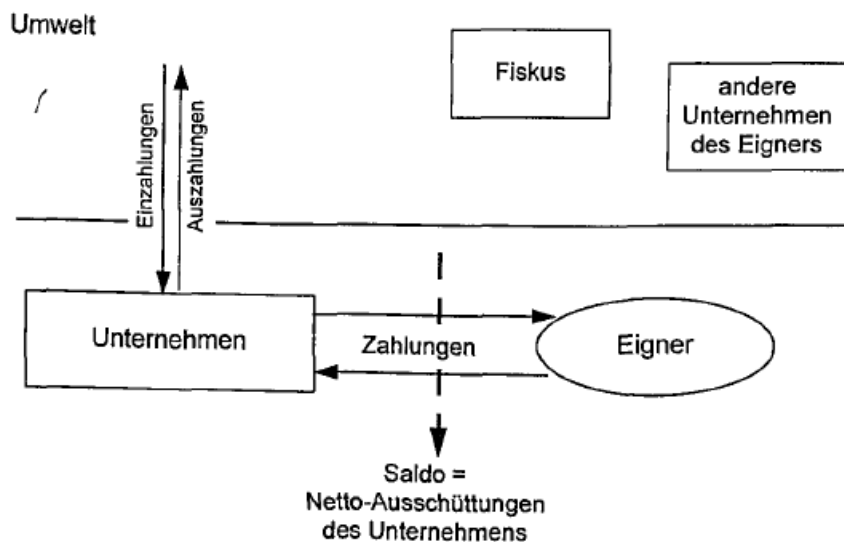 Umwelt
Fiskus
andere
Unternehmen
des Eigners
Einzahlungen
Auszahlungen
Unternehmen
Zahlungen
Eigner
Saldo =
Netto-Ausschüttungen
des Unternehmens